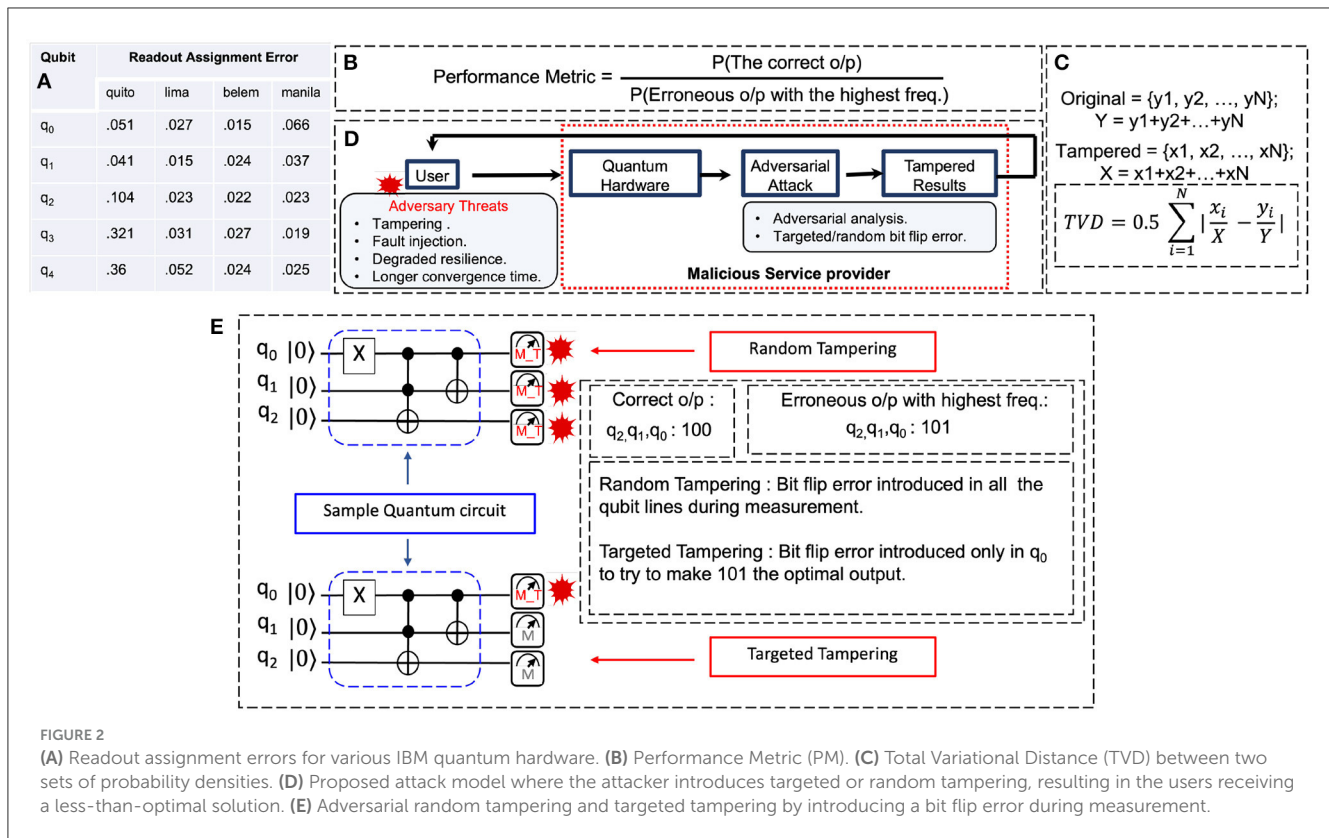 A
Qubit Readout Assignment Error
quito lima belem manila
q0 .051 .027 .015 .066
q1 .041 .015 .024 .037
q2 .104 .023 .022 .023
q3 .321 .031 .027 .019
q4 .36 .052 .024 .025
B
Performance Metric = P(The correct o/p) / P(Erroneous o/p with the highest freq.)
C
Original = {y1, y2, …, yN};
Y = y1+y2+…+yN
Tampered = {x1, x2, …, xN};
X = x1+x2+…+xN
TVD = 0.5 ∑_{i=1}^{N} |x_i/X − y_i/Y|
D
User
Quantum
Hardware
Adversarial
Attack
Tampered
Results
Adversary Threats
• Tampering .
• Fault injection.
• Degraded resilience.
• Longer convergence time.
• Adversarial analysis.
• Targeted/random bit flip error.
Malicious Service provider
E
q0 |0⟩ X M_T
q1 |0⟩ M_T
q2 |0⟩ M_T
Random Tampering
Correct o/p :
q2,q1,q0 : 100
Erroneous o/p with highest freq.:
q2,q1,q0 : 101
Random Tampering : Bit flip error introduced in all the
qubit lines during measurement.
Targeted Tampering : Bit flip error introduced only in q0
to try to make 101 the optimal output.
Sample Quantum circuit
q0 |0⟩ X M_T
q1 |0⟩ M
q2 |0⟩ M
Targeted Tampering
FIGURE 2
(A) Readout assignment errors for various IBM quantum hardware. (B) Performance Metric (PM). (C) Total Variational Distance (TVD) between two
sets of probability densities. (D) Proposed attack model where the attacker introduces targeted or random tampering, resulting in the users receiving
a less-than-optimal solution. (E) Adversarial random tampering and targeted tampering by introducing a bit flip error during measurement.